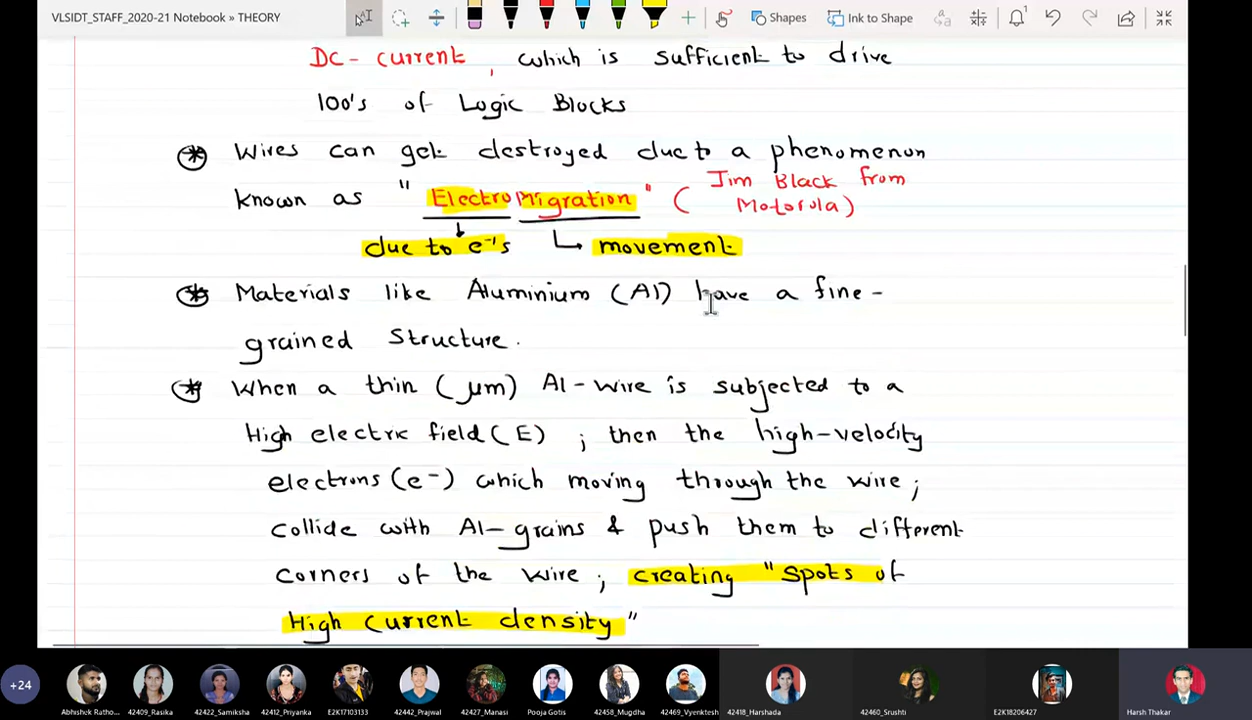 VLSIDT_STAFF_2020-21 Notebook » THEORY
Shapes
Ink to Shape
DC- current, which is sufficient to drive
100's of Logic Blocks
* Wires can get destroyed due to a phenomenon
known as "ElectroMigration" ( Jim Black from
Motorola)
due to e⁻'s movement
* Materials like Aluminium (Al) have a fine-
grained Structure.
* When a thin (μm) Al-wire is subjected to a
High electric field(E) ; then the high-velocity
electrons(e⁻) which moving through the wire;
collide with Al-grains & push them to different
corners of the wire; creating "Spots of
High Current density"
+24
Abhishek Ratho...
42409_Rasika
42422_Samiksha
42412_Priyanka
E2K17103133
42442_Prajwal
42427_Manasi
Pooja Gotis
42458_Mugdha
42469_Vyenktesh
42418_Harshada
42460_Srushti
E2K18206427
Harsh Thakar